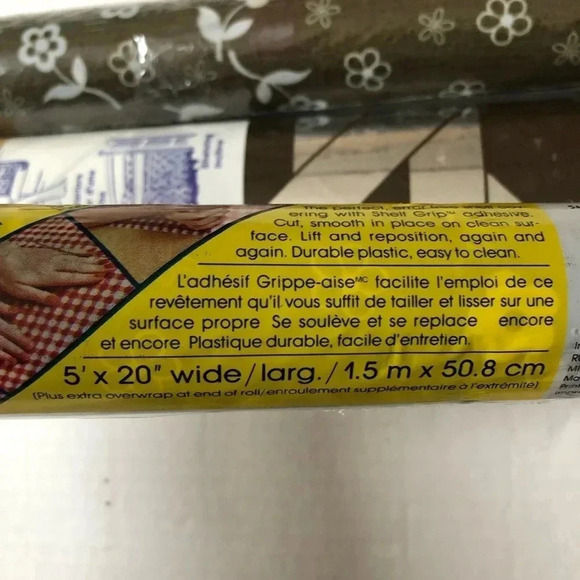 The perfect,
ering with Shelf Grip™ adhesive.
Cut, smooth in place on clean sur-
face. Lift and reposition, again and
again. Durable plastic, easy to clean.
L'adhésif Grippe-aiseᴹᶜ facilite l'emploi de ce
revêtement qu'il vous suffit de tailler et lisser sur une
surface propre Se soulève et se replace encore
et encore Plastique durable, facile d'entretien.
5' x 20" wide/larg./1.5 m x 50.8 cm
(Plus extra overwrap at end of roll/enroulement supplémentaire à l'extrémité)